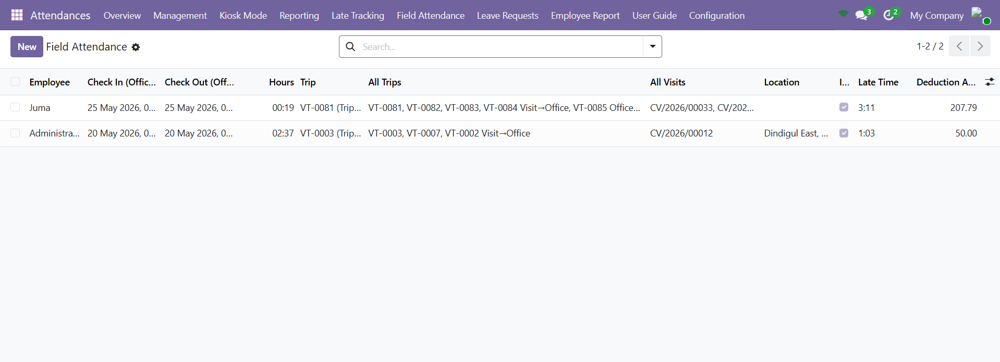 Attendances Overview Management Kiosk Mode Reporting Late Tracking Field Attendance Leave Requests Employee Report User Guide Configuration 3 2 My Company
New Field Attendance Search... 1-2 / 2
Employee Check In (Offic... Check Out (Off... Hours Trip All Trips All Visits Location I... Late Time Deduction A...
Juma 25 May 2026, 0... 25 May 2026, 0... 00:19 VT-0081 (Trip... VT-0081, VT-0082, VT-0083, VT-0084 Visit→Office, VT-0085 Office... CV/2026/00033, CV/202... 3:11 207.79
Administra... 20 May 2026, 0... 20 May 2026, 0... 02:37 VT-0003 (Trip... VT-0003, VT-0007, VT-0002 Visit→Office CV/2026/00012 Dindigul East, ... 1:03 50.00